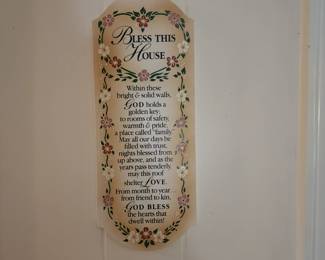 BLESS THIS
HOUSE
Within these
bright & solid walls,
GOD holds a
golden key;
to rooms of safety,
warmth & pride,
a place called "family."
May all our days be
filled with trust,
nights blessed from
up above, and as the
years pass tenderly,
may this roof
shelter LOVE.
From month to year . . .
from friend to kin,
GOD BLESS
the hearts that
dwell within!